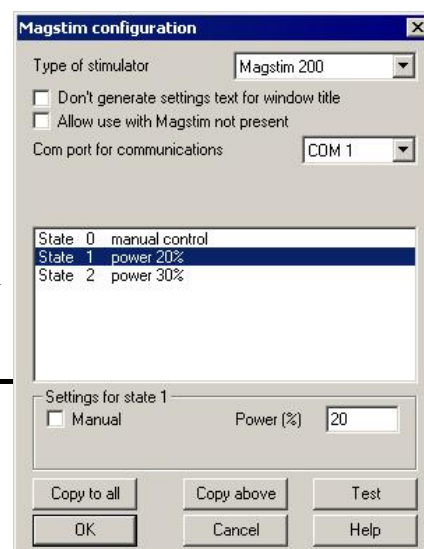 Magstim configuration
Type of stimulator Magstim 200
Don't generate settings text for window title
Allow use with Magstim not present
Com port for communications COM 1
State 0 manual control
State 1 power 20%
State 2 power 30%
Settings for state 1
Manual Power (%) 20
Copy to all Copy above Test
OK Cancel Help